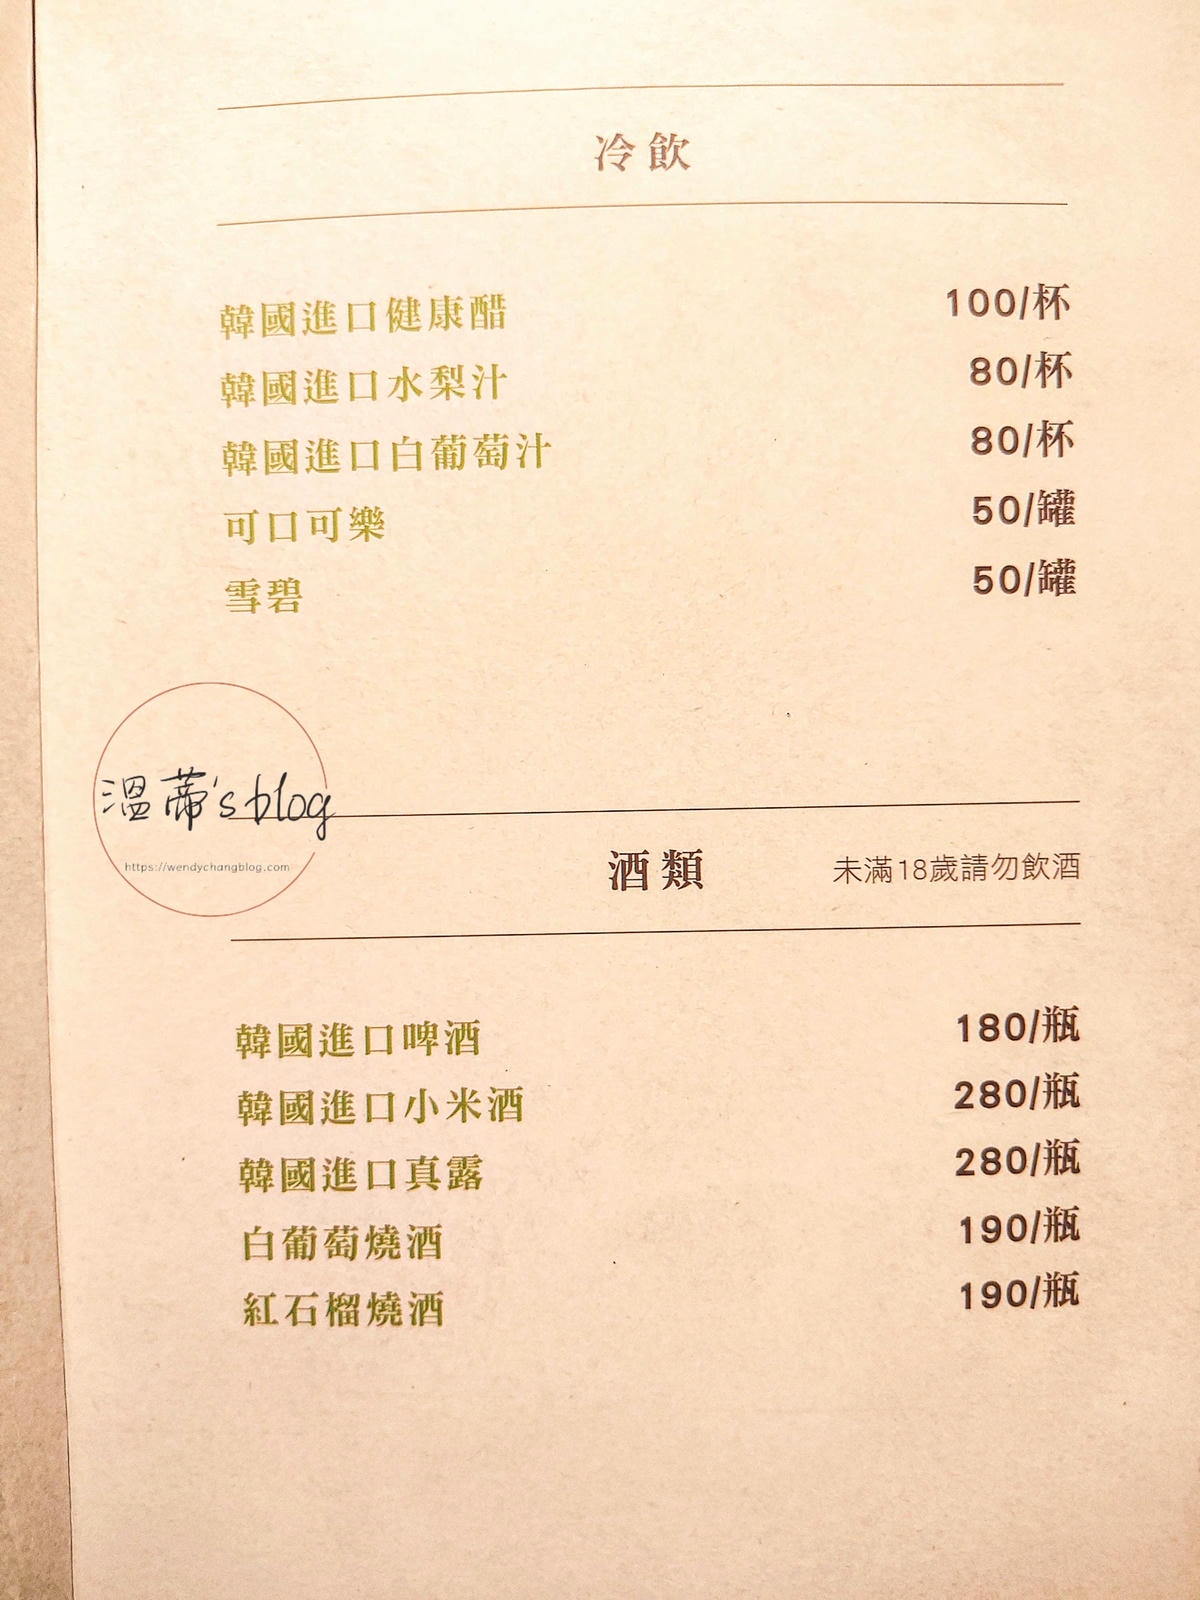 冷飲
韓國進口健康醋 100/杯
韓國進口水梨汁 80/杯
韓國進口白葡萄汁 80/杯
可口可樂 50/罐
雪碧 50/罐
溫蒂's blog
https://wendychangblog.com
酒類 未滿18歲請勿飲酒
韓國進口啤酒 180/瓶
韓國進口小米酒 280/瓶
韓國進口真露 280/瓶
白葡萄燒酒 190/瓶
紅石榴燒酒 190/瓶